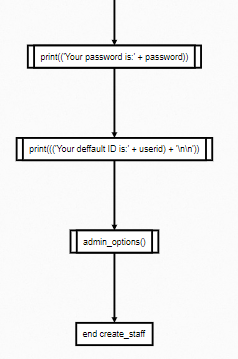 print(('Your password is:' + password))
print((('Your deffault ID is:' + userid) + '\n\n'))
admin_options()
end create_staff